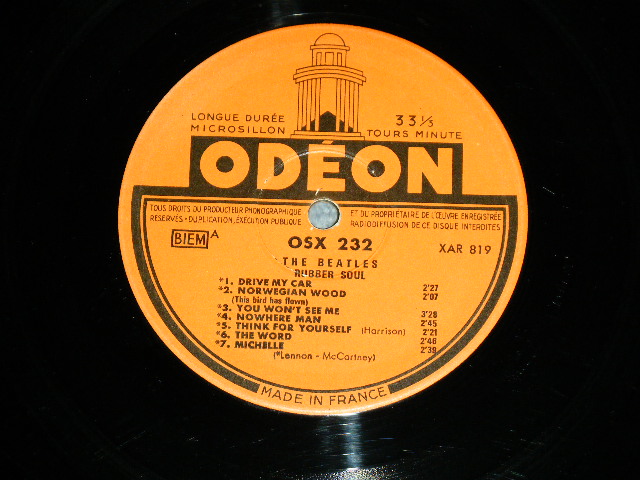 LONGUE DURÉE
MICROSILLON
33 1/3
TOURS MINUTE
ODÉON
TOUS DROITS DU PRODUCTEUR PHONOGRAPHIQUE
RÉSERVÉS • DUPLICATION, EXÉCUTION PUBLIQUE
ET DU PROPRIÉTAIRE DE L'ŒUVRE ENREGISTRÉE
RADIODIFFUSION DE CE DISQUE INTERDITES
BIEM A
OSX 232
XAR 819
THE BEATLES
RUBBER SOUL
*1. DRIVE MY CAR 2'27
*2. NORWEGIAN WOOD 2'07
(This bird has flown)
*3. YOU WON'T SEE ME 3'28
*4. NOWHERE MAN 2'45
*5. THINK FOR YOURSELF (Harrison) 2'21
*6. THE WORD 2'46
*7. MICHELLE 2'39
(*Lennon - McCartney)
MADE IN FRANCE